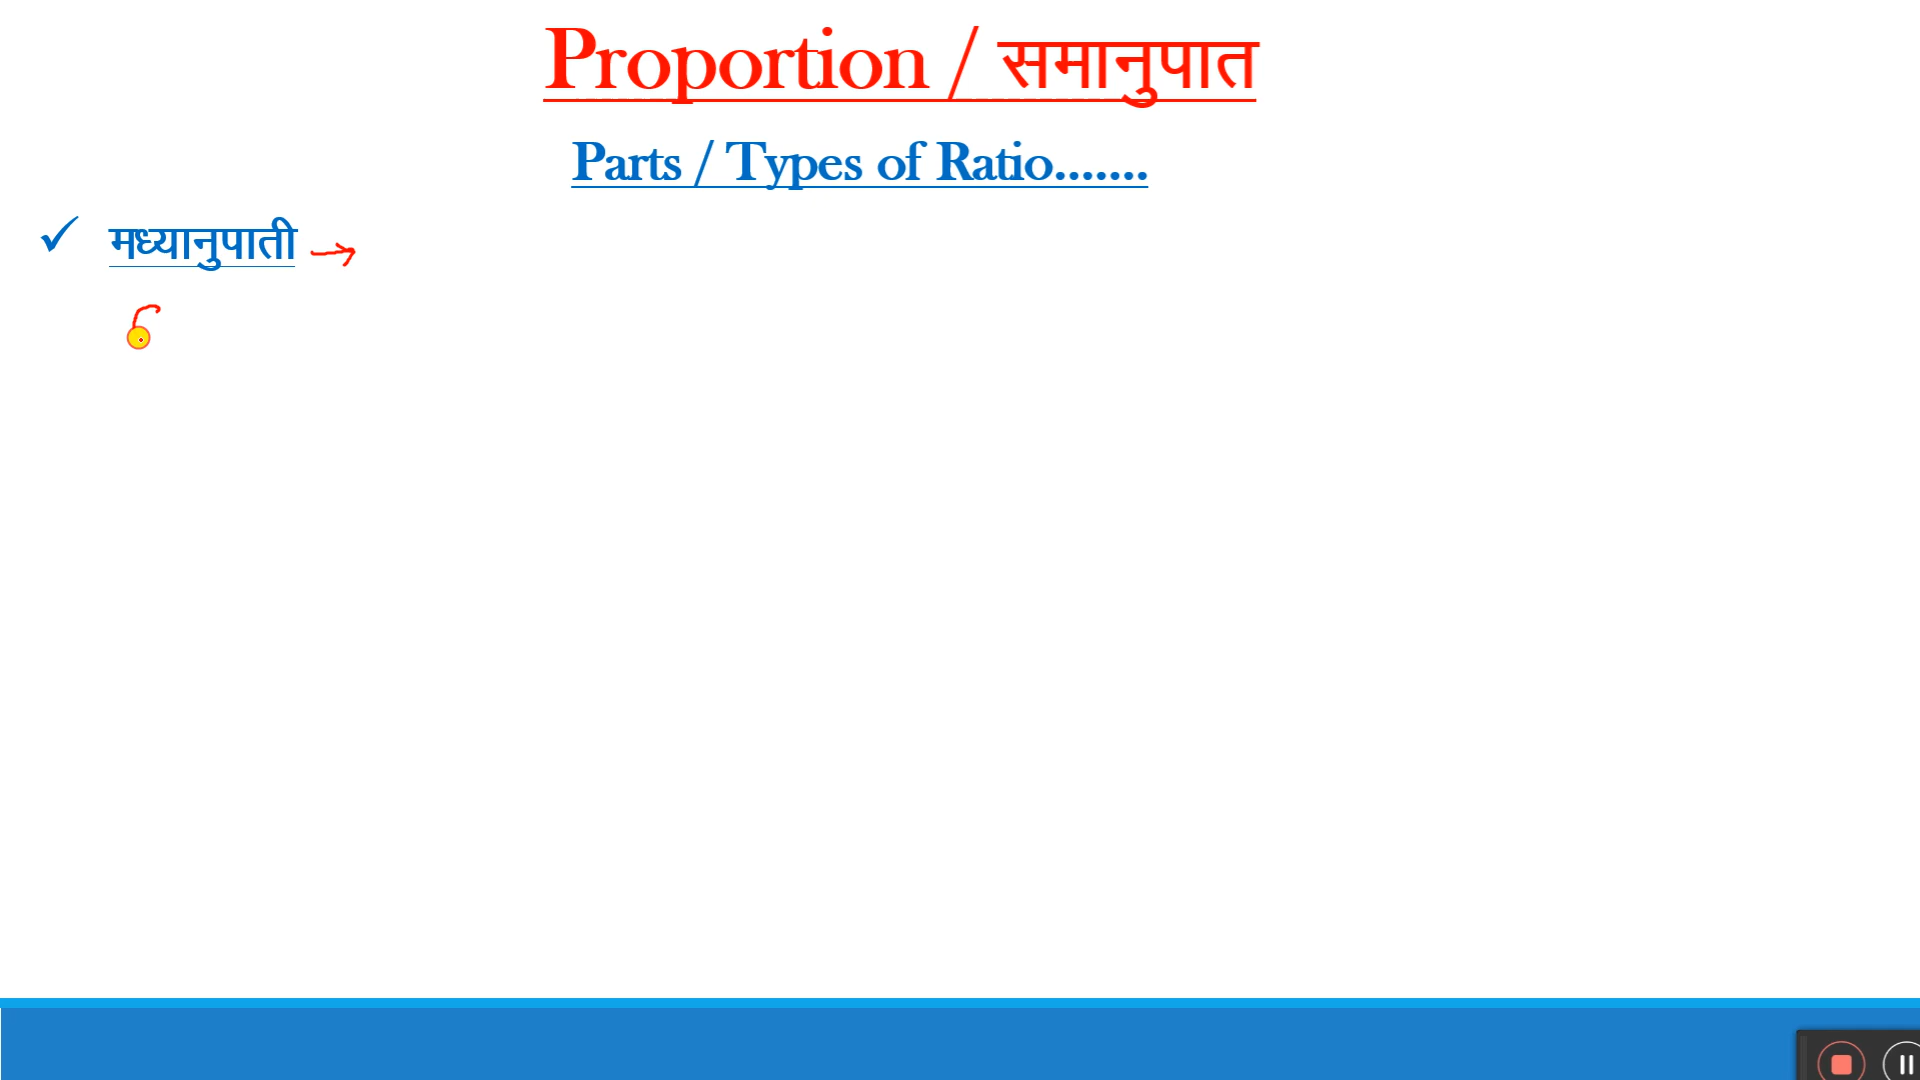 Proportion / समानुपात
Parts / Types of Ratio.......
✓ मध्यानुपाती →